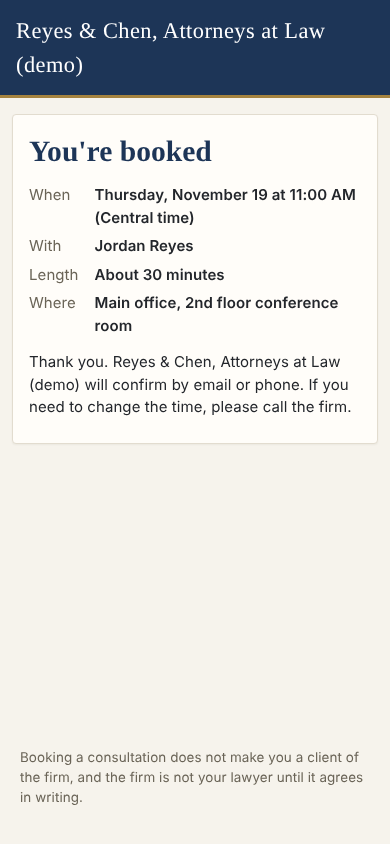 Reyes & Chen, Attorneys at Law
(demo)
You're booked
When Thursday, November 19 at 11:00 AM
(Central time)
With Jordan Reyes
Length About 30 minutes
Where Main office, 2nd floor conference
room
Thank you. Reyes & Chen, Attorneys at Law
(demo) will confirm by email or phone. If you
need to change the time, please call the firm.
Booking a consultation does not make you a client of
the firm, and the firm is not your lawyer until it agrees
in writing.